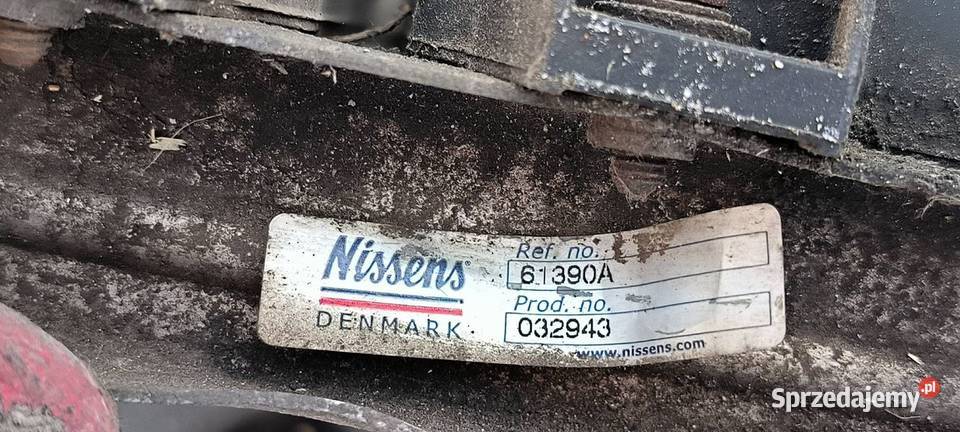 Nissens
DENMARK
Ref. no.
61390A
Prod. no.
032943
www.nissens.com
Sprzedajemy.pl